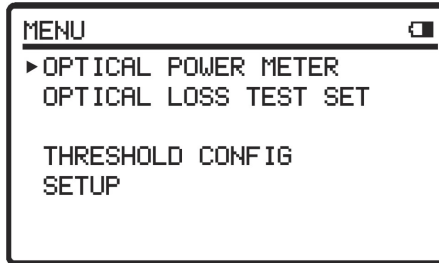 MENU
OPTICAL POWER METER
OPTICAL LOSS TEST SET
THRESHOLD CONFIG
SETUP